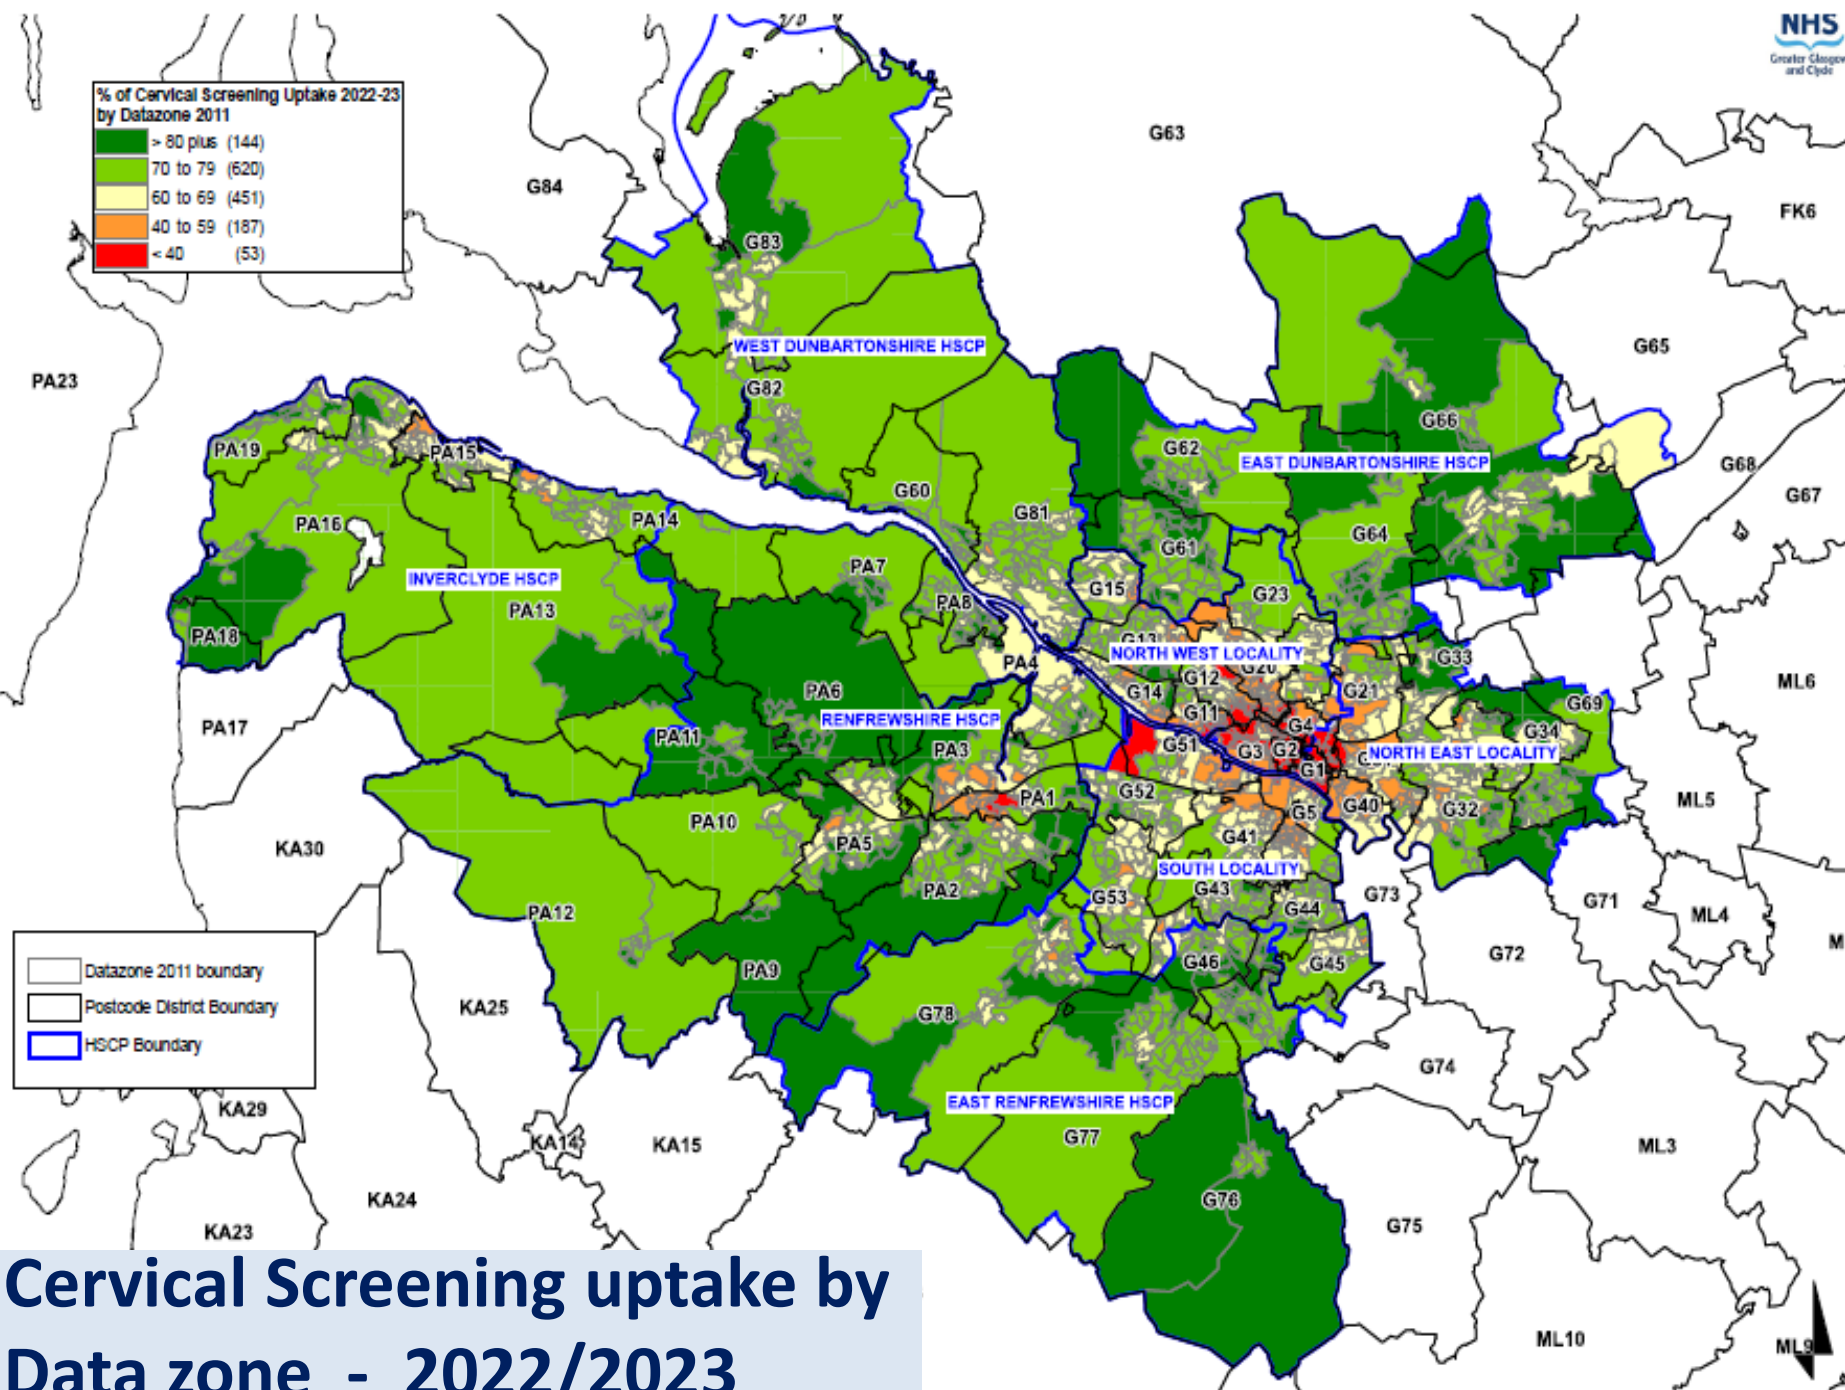 NHS
Greater Glasgow
and Clyde
% of Cervical Screening Uptake 2022-23
by Datazone 2011
> 80 plus (144)
70 to 79 (620)
60 to 69 (451)
40 to 59 (187)
< 40 (53)
G63
G84
FK6
G83
G65
WEST DUNBARTONSHIRE HSCP
PA23
G82
G66
PA19
PA15
G62
EAST DUNBARTONSHIRE HSCP
G68
G67
G60
PA16
PA14
G81
G64
G61
PA7
INVERCLYDE HSCP
G15
G23
PA13
PA8
PA18
G13
NORTH WEST LOCALITY
G33
PA4
G20
G12
ML6
PA6
G14
G21
G69
PA17
RENFREWSHIRE HSCP
G11
G4
G34
PA11
PA3
G51
G3
G2
NORTH EAST LOCALITY
G1
PA1
G52
G5
G40
G32
ML5
PA10
KA30
PA5
G41
SOUTH LOCALITY
PA2
G53
G43
G73
G71
PA12
G44
ML4
M
Datazone 2011 boundary
PA9
G46
G45
G72
Postcode District Boundary
KA25
G78
HSCP Boundary
G74
EAST RENFREWSHIRE HSCP
KA29
KA14
KA15
G77
ML3
KA24
G76
G75
KA23
Cervical Screening uptake by
Data zone - 2022/2023
ML10
ML9